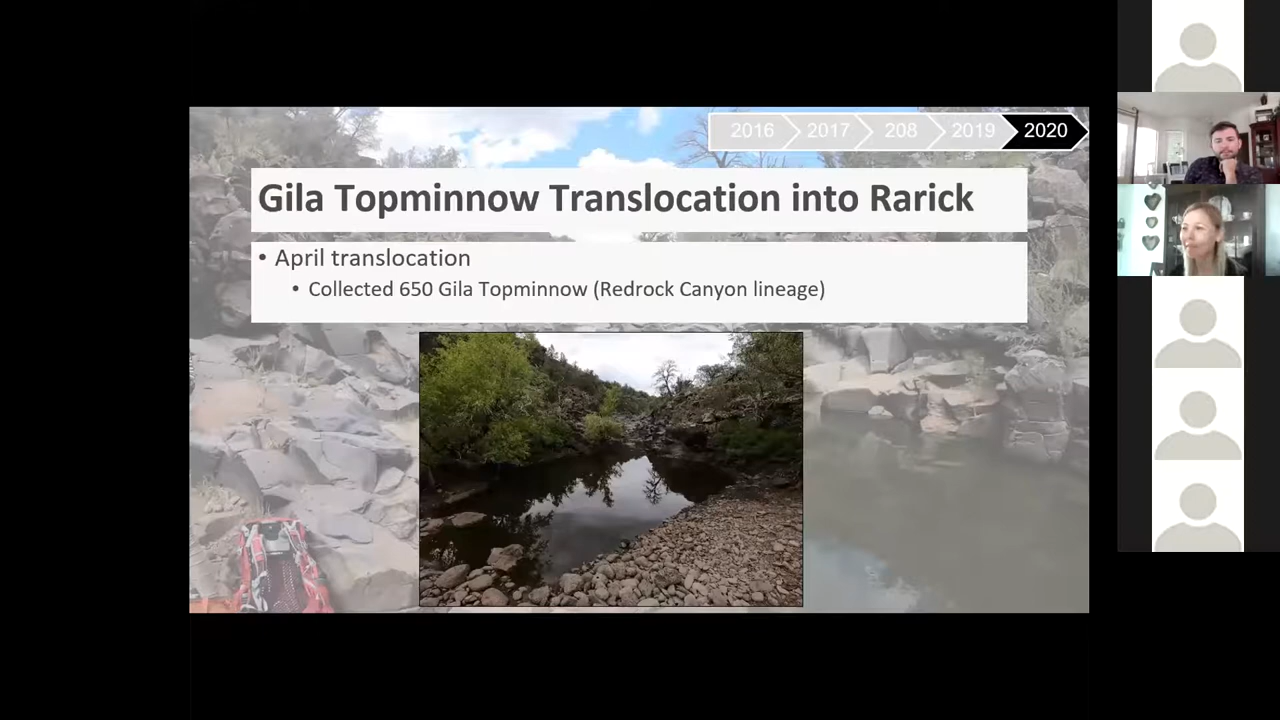 2016 2017 208 2019 2020
Gila Topminnow Translocation into Rarick
• April translocation
• Collected 650 Gila Topminnow (Redrock Canyon lineage)